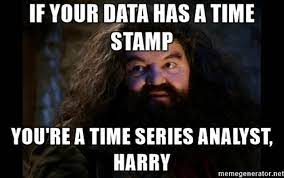 IF YOUR DATA HAS A TIME
STAMP
YOU'RE A TIME SERIES ANALYST,
HARRY
memegenerator.net